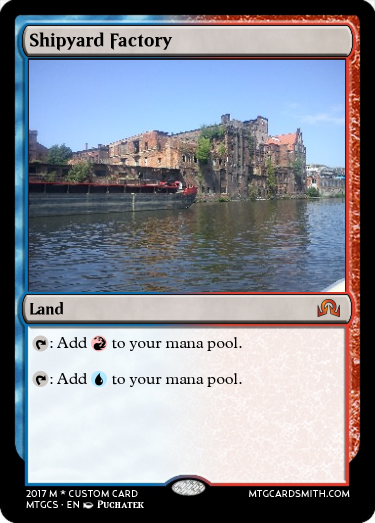 Shipyard Factory
Land
: Add to your mana pool.
: Add to your mana pool.
2017 M * CUSTOM CARD
MTGCS • EN PUCHATEK
MTGCARDSMITH.COM